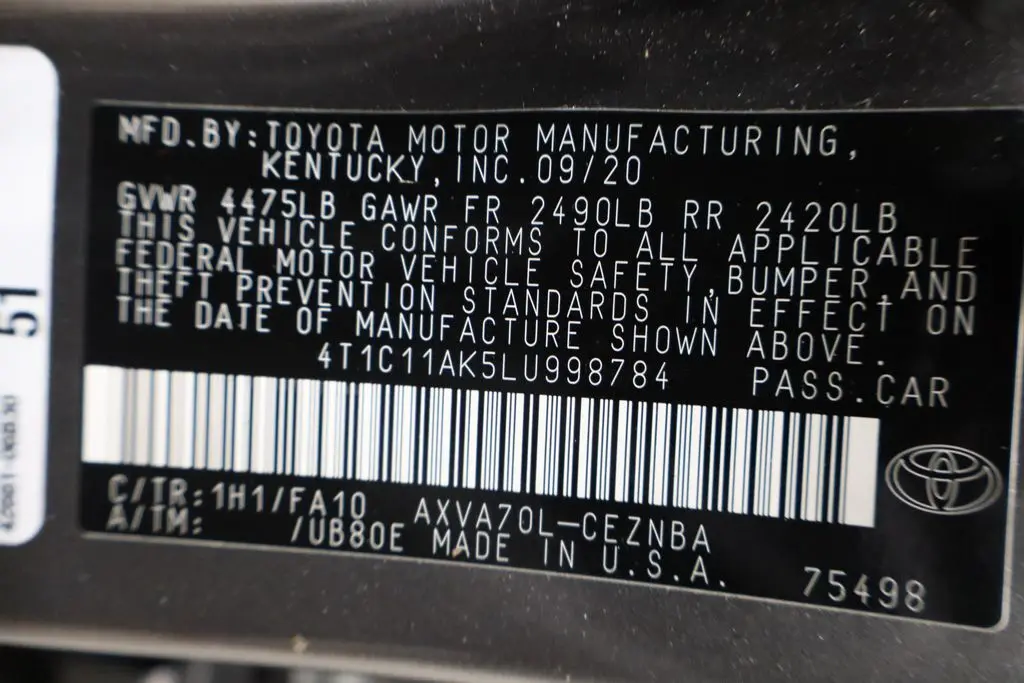 MFD.BY:TOYOTA MOTOR MANUFACTURING,
KENTUCKY,INC.09/20
GVWR 4475LB GAWR FR 2490LB RR 2420LB
THIS VEHICLE CONFORMS TO ALL APPLICABLE
FEDERAL MOTOR VEHICLE SAFETY,BUMPER,AND
THEFT PREVENTION STANDARDS IN EFFECT ON
THE DATE OF MANUFACTURE SHOWN ABOVE.
4T1C11AK5LU998784 PASS.CAR
C/TR:1H1/FA10 AXVA70L-CEZNBA
A/TM: /UB80E MADE IN U.S.A.
75498
51